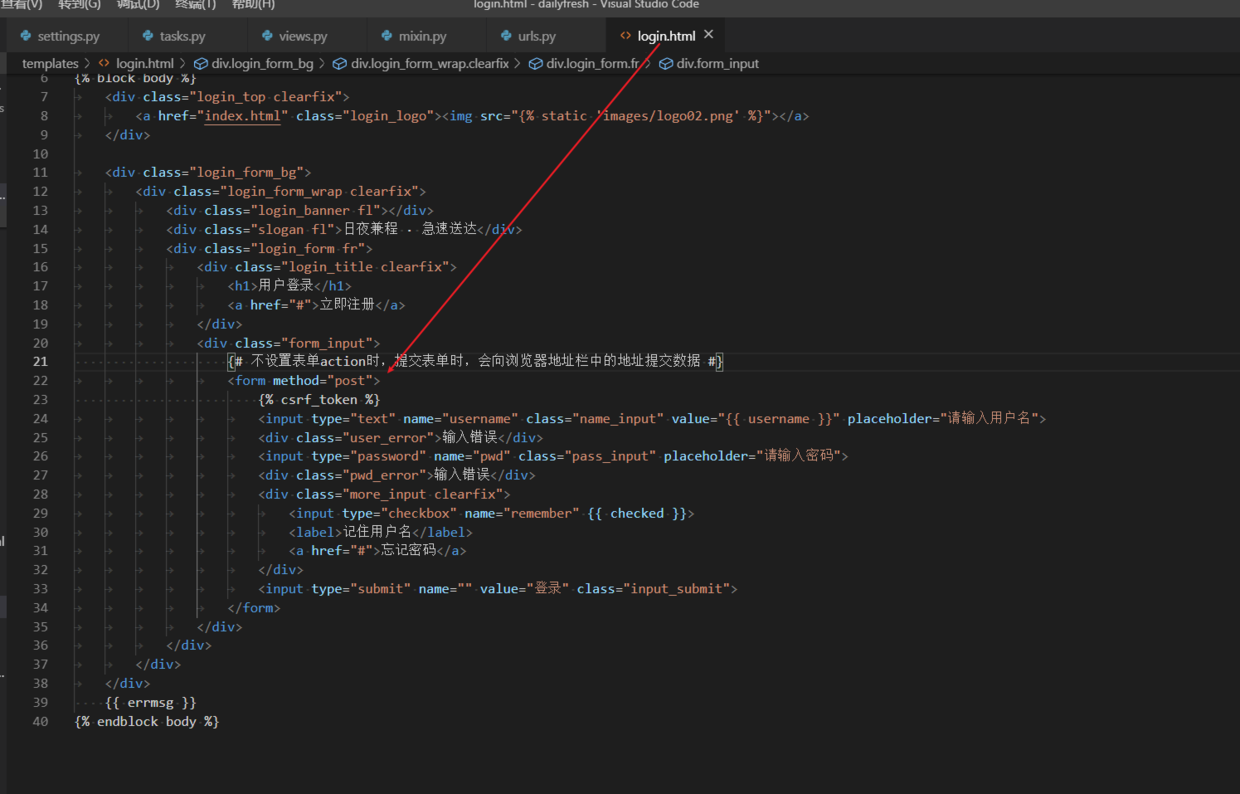 查看(V) 转到(G) 调试(D) 终端(T) 帮助(H) login.html - dailyfresh - Visual Studio Code
settings.py tasks.py views.py mixin.py urls.py login.html
templates > login.html > div.login_form_bg > div.login_form_wrap.clearfix > div.login_form.fr > div.form_input
6 {% block body %}
7 <div class="login_top clearfix">
8 <a href="index.html" class="login_logo"><img src="{% static 'images/logo02.png' %}"></a>
9 </div>
10
11 <div class="login_form_bg">
12 <div class="login_form_wrap clearfix">
13 <div class="login_banner fl"></div>
14 <div class="slogan fl">日夜兼程 · 急速送达</div>
15 <div class="login_form fr">
16 <div class="login_title clearfix">
17 <h1>用户登录</h1>
18 <a href="#">立即注册</a>
19 </div>
20 <div class="form_input">
21 {# 不设置表单action时，提交表单时，会向浏览器地址栏中的地址提交数据 #}
22 <form method="post">
23 {% csrf_token %}
24 <input type="text" name="username" class="name_input" value="{{ username }}" placeholder="请输入用户名">
25 <div class="user_error">输入错误</div>
26 <input type="password" name="pwd" class="pass_input" placeholder="请输入密码">
27 <div class="pwd_error">输入错误</div>
28 <div class="more_input clearfix">
29 <input type="checkbox" name="remember" {{ checked }}>
30 <label>记住用户名</label>
31 <a href="#">忘记密码</a>
32 </div>
33 <input type="submit" name="" value="登录" class="input_submit">
34 </form>
35 </div>
36 </div>
37 </div>
38 </div>
39 {{ errmsg }}
40 {% endblock body %}